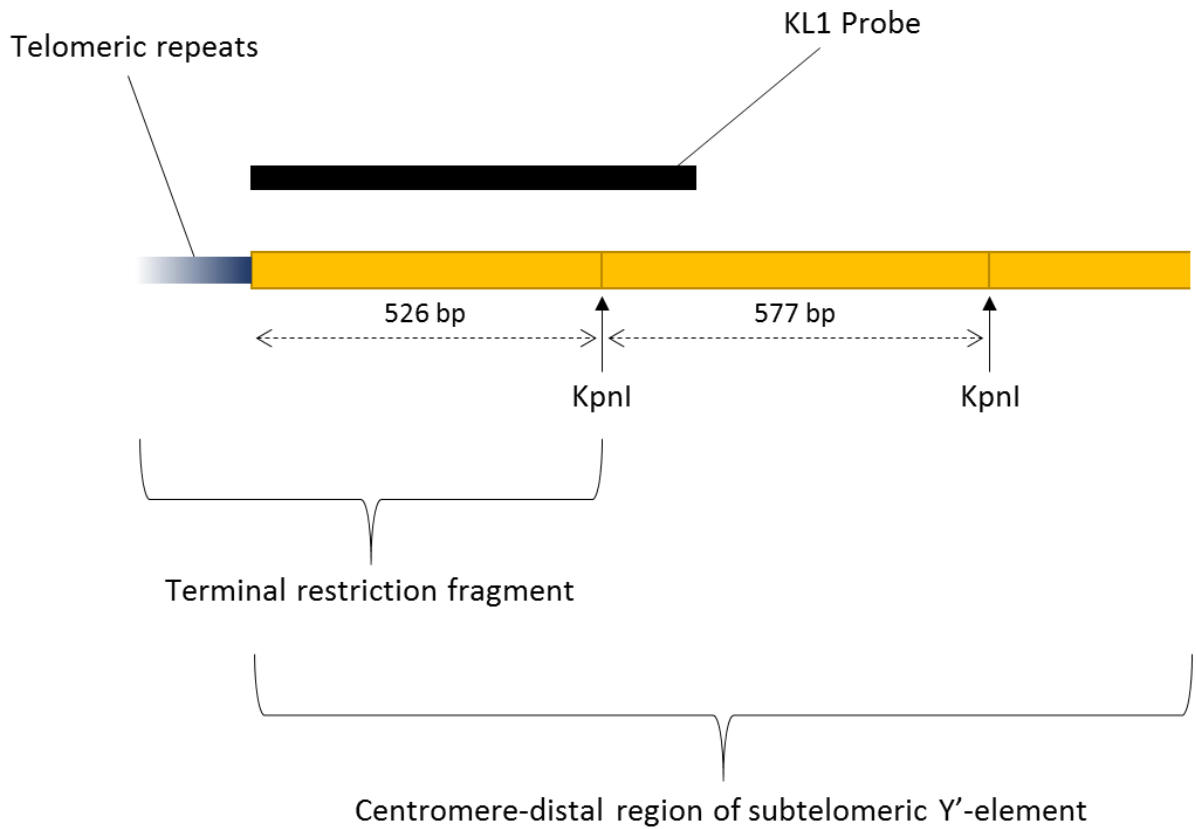 KL1 Probe
Telomeric repeats
526 bp
577 bp
KpnI
KpnI
Terminal restriction fragment
Centromere-distal region of subtelomeric Y’-element